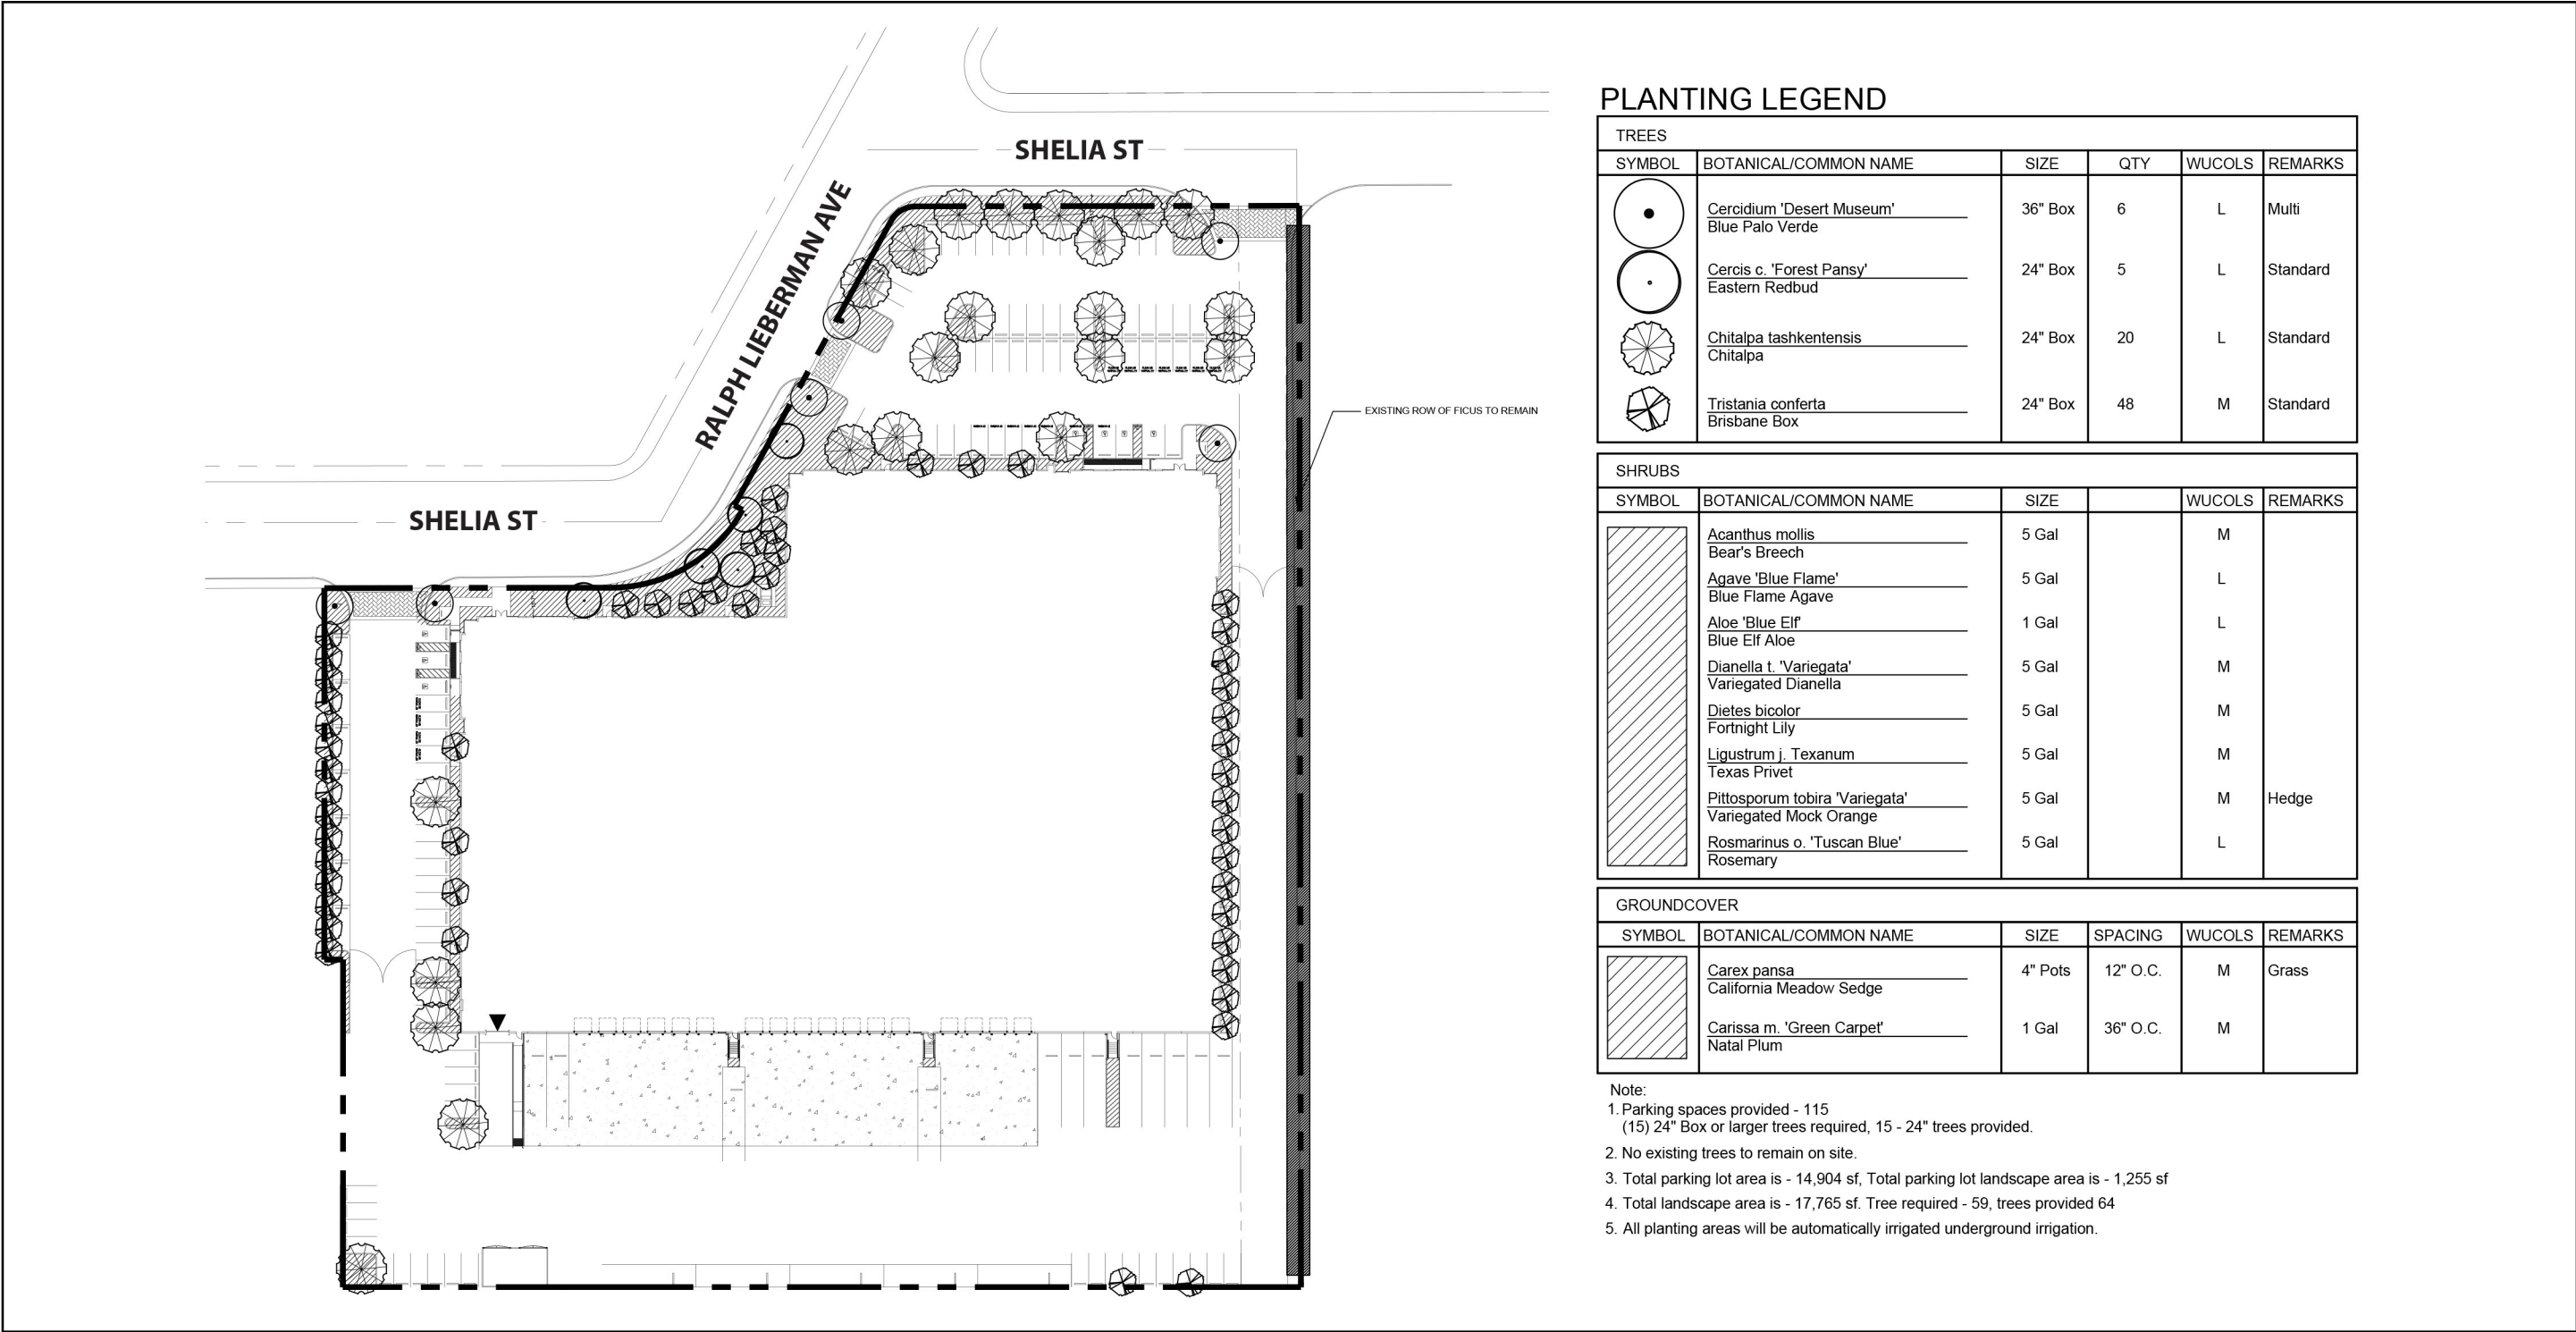 SHELIA ST
RALPH LIEBERMAN AVE
SHELIA ST
EXISTING ROW OF FICUS TO REMAIN
PLANTING LEGEND
TREES
SYMBOL BOTANICAL/COMMON NAME SIZE QTY WUCOLS REMARKS
Cercidium 'Desert Museum' 36" Box 6 L Multi
Blue Palo Verde
Cercis c. 'Forest Pansy' 24" Box 5 L Standard
Eastern Redbud
Chitalpa tashkentensis 24" Box 20 L Standard
Chitalpa
Tristania conferta 24" Box 48 M Standard
Brisbane Box
SHRUBS
SYMBOL BOTANICAL/COMMON NAME SIZE WUCOLS REMARKS
Acanthus mollis 5 Gal M
Bear's Breech
Agave 'Blue Flame' 5 Gal L
Blue Flame Agave
Aloe 'Blue Elf' 1 Gal L
Blue Elf Aloe
Dianella t. 'Variegata' 5 Gal M
Variegated Dianella
Dietes bicolor 5 Gal M
Fortnight Lily
Ligustrum j. Texanum 5 Gal M
Texas Privet
Pittosporum tobira 'Variegata' 5 Gal M Hedge
Variegated Mock Orange
Rosmarinus o. 'Tuscan Blue' 5 Gal L
Rosemary
GROUNDCOVER
SYMBOL BOTANICAL/COMMON NAME SIZE SPACING WUCOLS REMARKS
Carex pansa 4" Pots 12" O.C. M Grass
California Meadow Sedge
Carissa m. 'Green Carpet' 1 Gal 36" O.C. M
Natal Plum
Note:
1. Parking spaces provided - 115
(15) 24" Box or larger trees required, 15 - 24" trees provided.
2. No existing trees to remain on site.
3. Total parking lot area is - 14,904 sf, Total parking lot landscape area is - 1,255 sf
4. Total landscape area is - 17,765 sf. Tree required - 59, trees provided 64
5. All planting areas will be automatically irrigated underground irrigation.